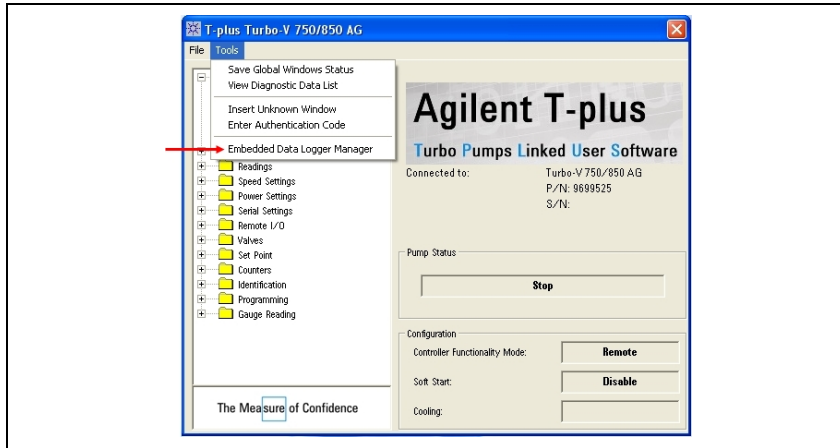 T-plus Turbo-V 750/850 AG
File Tools
Save Global Windows Status
View Diagnostic Data List
Insert Unknown Window
Enter Authentication Code
Embedded Data Logger Manager
Readings
Speed Settings
Power Settings
Serial Settings
Remote I/O
Valves
Set Point
Counters
Identification
Programming
Gauge Reading
The Measure of Confidence
Agilent T-plus
Turbo Pumps Linked User Software
Connected to: Turbo-V 750/850 AG
P/N: 9699525
S/N:
Pump Status
Stop
Configuration
Controller Functionality Mode: Remote
Soft Start: Disable
Cooling: